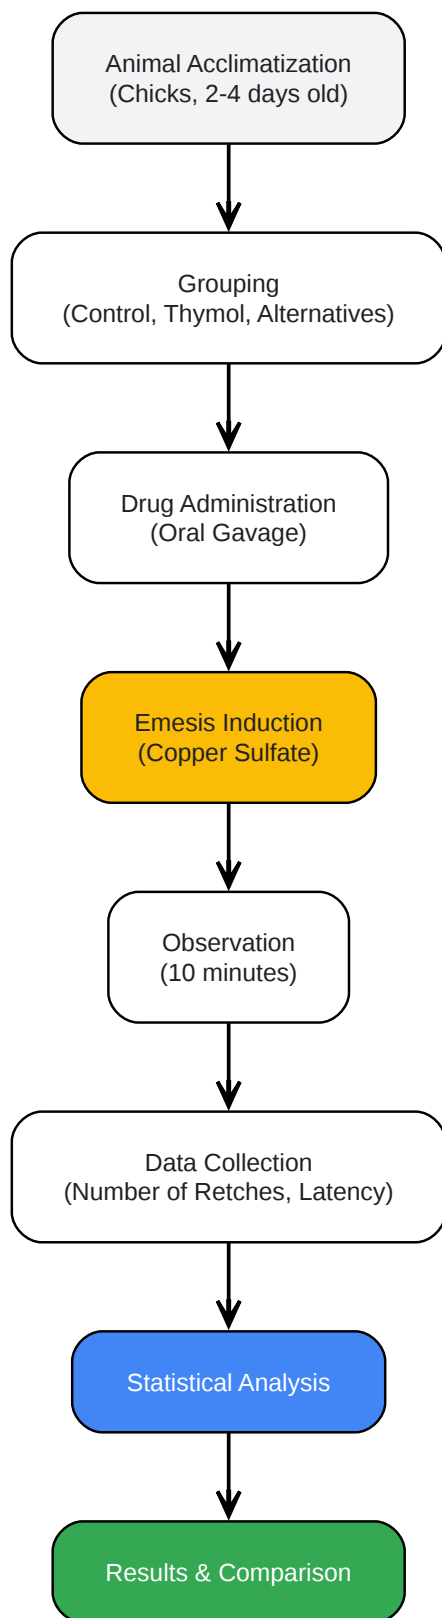 Animal Acclimatization
(Chicks, 2-4 days old)
Grouping
(Control, Thymol, Alternatives)
Drug Administration
(Oral Gavage)
Emesis Induction
(Copper Sulfate)
Observation
(10 minutes)
Data Collection
(Number of Retches, Latency)
Statistical Analysis
Results & Comparison